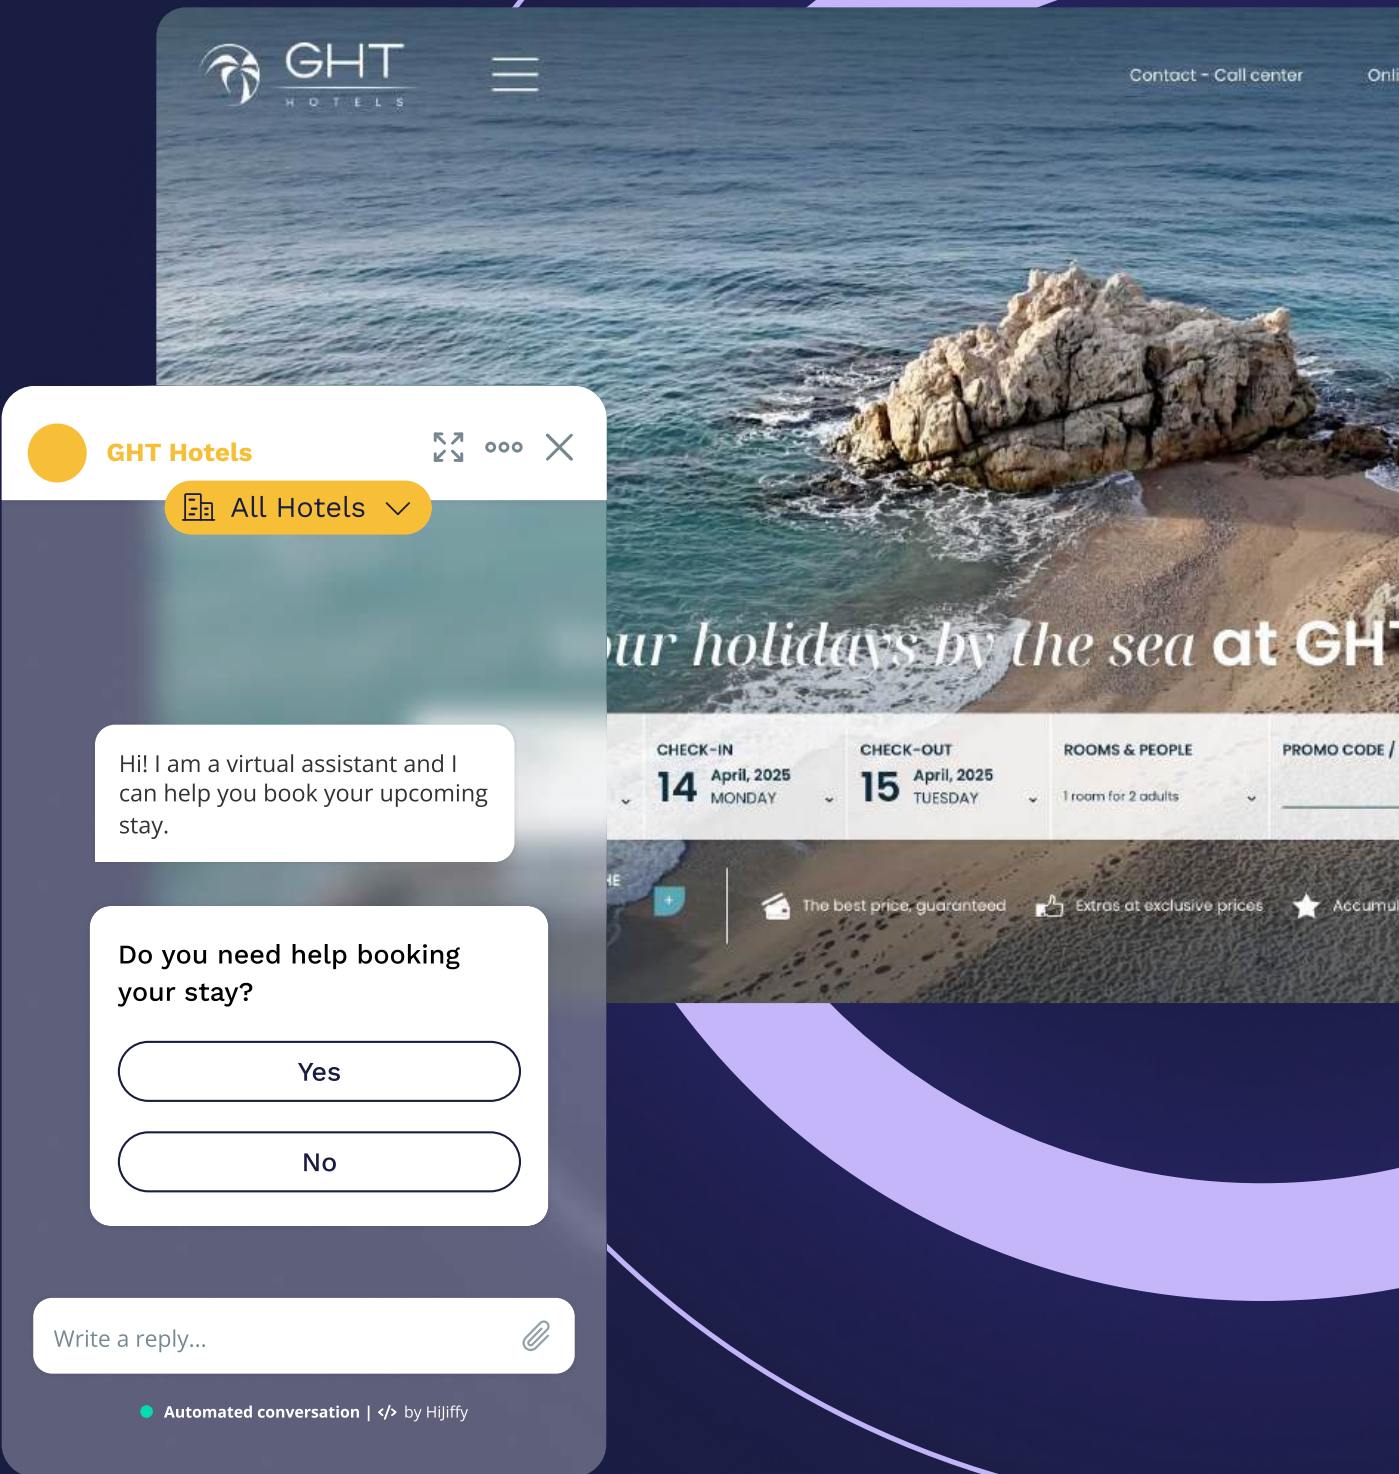 GHT
HOTELS
Contact - Call center
GHT Hotels
All Hotels
Hi! I am a virtual assistant and I
can help you book your upcoming
stay.
Do you need help booking
your stay?
Yes
No
Write a reply...
Automated conversation | </> by HiJiffy
holidays by the sea at GHT
CHECK-IN
14 April, 2025
MONDAY
CHECK-OUT
15 April, 2025
TUESDAY
ROOMS & PEOPLE
1 room for 2 adults
PROMO CODE /
+
The best price, guaranteed
Extras at exclusive prices